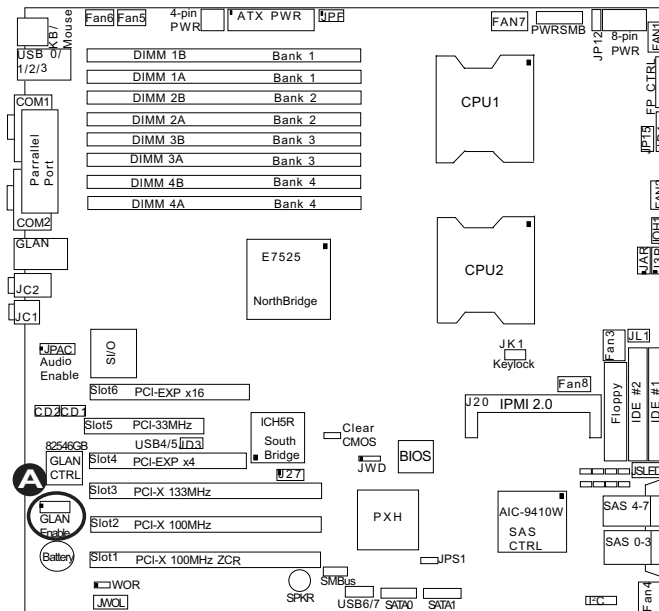 KB/
Mouse
Fan6
Fan5
4-pin
PWR
ATX PWR
JPF
FAN7
PWRSMB
JP12
8-pin
PWR
FAN1
USB 0/
1/2/3
FP CTRL
DIMM 1B Bank 1
DIMM 1A Bank 1
DIMM 2B Bank 2
DIMM 2A Bank 2
DIMM 3B Bank 3
DIMM 3A Bank 3
DIMM 4B Bank 4
DIMM 4A Bank 4
CPU1
COM1
Parrallel
Port
COM2
JP15
GLAN
JC2
JC1
E7525
NorthBridge
CPU2
JOH1
JAR
JPAC
Audio
Enable
SI/O
JK1
Keylock
Fan3
JL1
Fan8
Slot6 PCI-EXP x16
J20 IPMI 2.0
Floppy
IDE #2
IDE #1
CD2
CD1
Slot5 PCI-33MHz
ICH5R
South
Bridge
Clear
CMOS
82546GB
GLAN
CTRL
USB4/5
JD3
Slot4 PCI-EXP x4
JWD
BIOS
J27
JSLED
A
GLAN
Enable
Slot3 PCI-X 133MHz
Slot2 PCI-X 100MHz
PXH
AIC-9410W
SAS
CTRL
SAS 4-7
SAS 0-3
Battery
Slot1 PCI-X 100MHz ZCR
JPS1
WOR
JWOL
SPKR
SMBus
USB6/7
SATA0
SATA1
I²C
Fan4